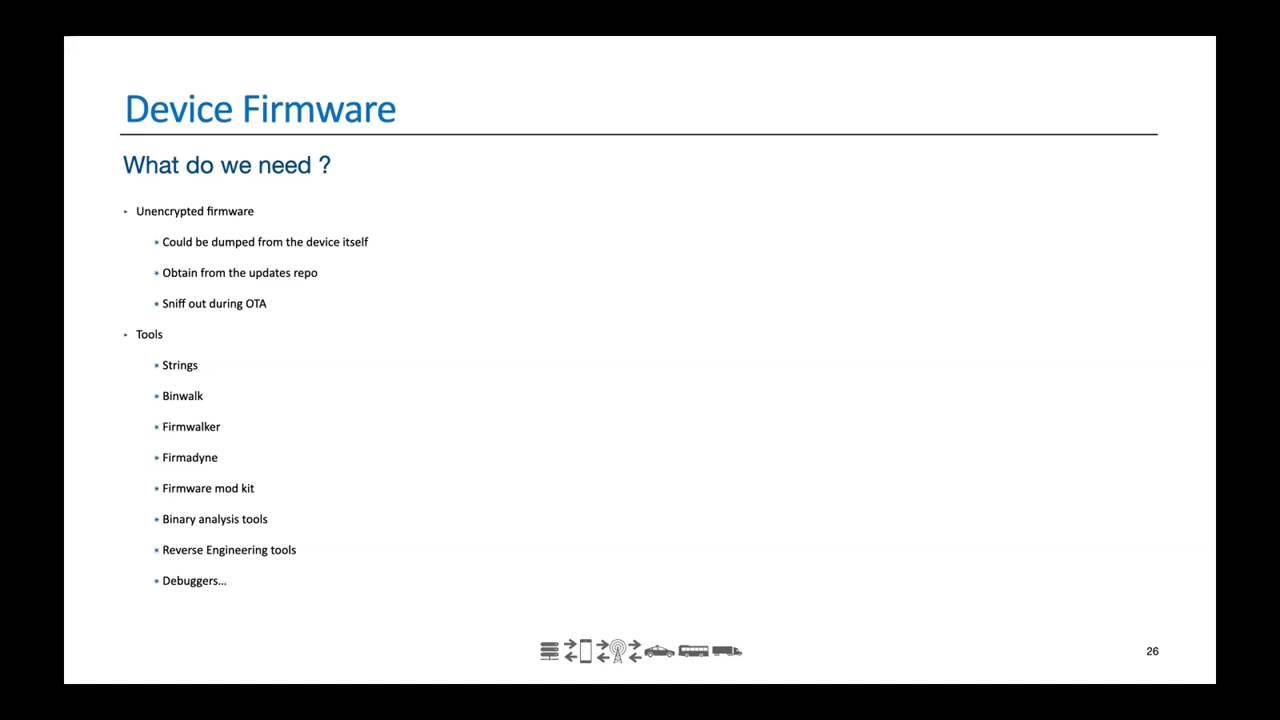 Device Firmware
What do we need ?
Unencrypted firmware
Could be dumped from the device itself
Obtain from the updates repo
Sniff out during OTA
Tools
Strings
Binwalk
Firmwalker
Firmadyne
Firmware mod kit
Binary analysis tools
Reverse Engineering tools
Debuggers...
26